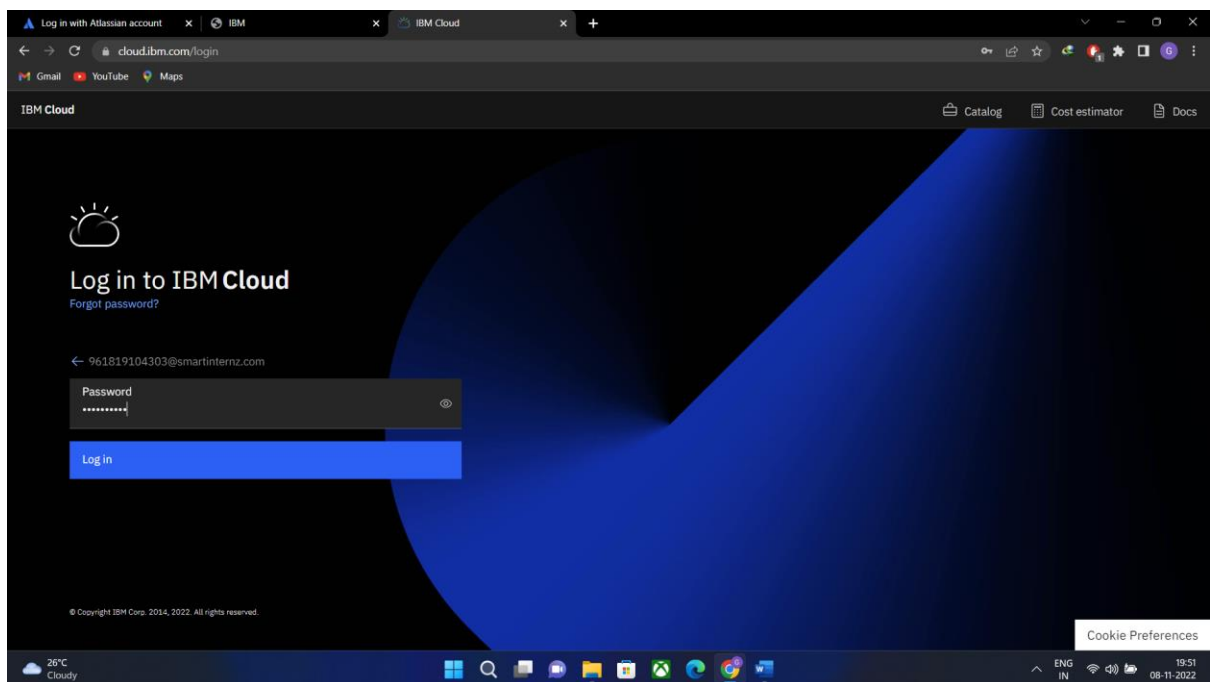 Log in with Atlassian account
IBM
IBM Cloud
cloud.ibm.com/login
Gmail
YouTube
Maps
IBM Cloud
Catalog
Cost estimator
Docs
Log in to IBM Cloud
Forgot password?
← 961819104303@smartinternz.com
Password
••••••••••
Log in
© Copyright IBM Corp. 2014, 2022. All rights reserved.
Cookie Preferences
26°C
Cloudy
ENG
IN
19:51
08-11-2022
G
1